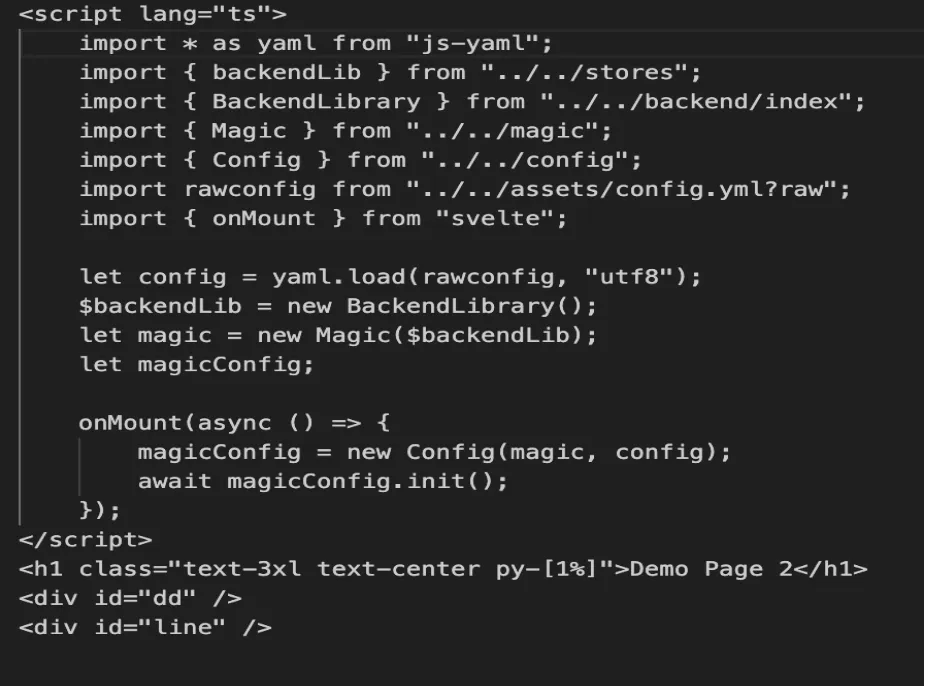 <script lang="ts">
    import * as yaml from "js-yaml";
    import { backendLib } from "../../stores";
    import { BackendLibrary } from "../../backend/index";
    import { Magic } from "../../magic";
    import { Config } from "../../config";
    import rawconfig from "../../assets/config.yml?raw";
    import { onMount } from "svelte";

    let config = yaml.load(rawconfig, "utf8");
    $backendLib = new BackendLibrary();
    let magic = new Magic($backendLib);
    let magicConfig;

    onMount(async () => {
        magicConfig = new Config(magic, config);
        await magicConfig.init();
    });
</script>
<h1 class="text-3xl text-center py-[1%]">Demo Page 2</h1>
<div id="dd" />
<div id="line" />